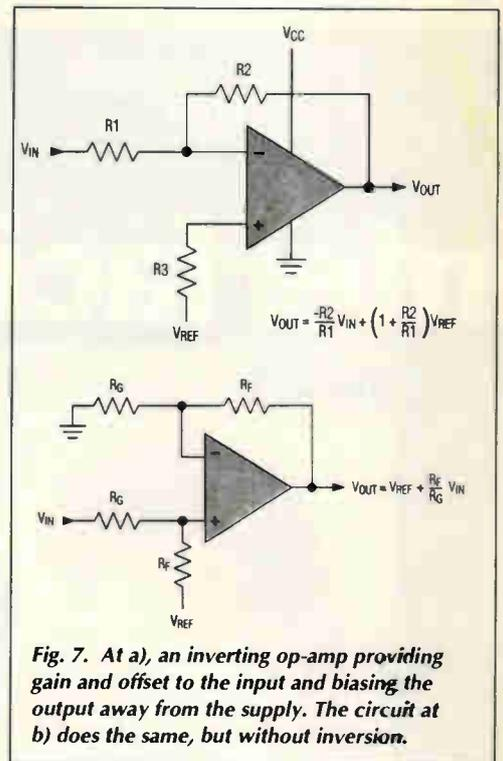 VCC
R2
R1
VIN
−
VOUT
+
R3
VREF
VOUT = -R2/R1 VIN + (1 + R2/R1) VREF
RG
RF
−
VOUT = VREF + RF/RG VIN
VIN
RG
+
RF
VREF
Fig. 7. At a), an inverting op-amp providing
gain and offset to the input and biasing the
output away from the supply. The circuit at
b) does the same, but without inversion.